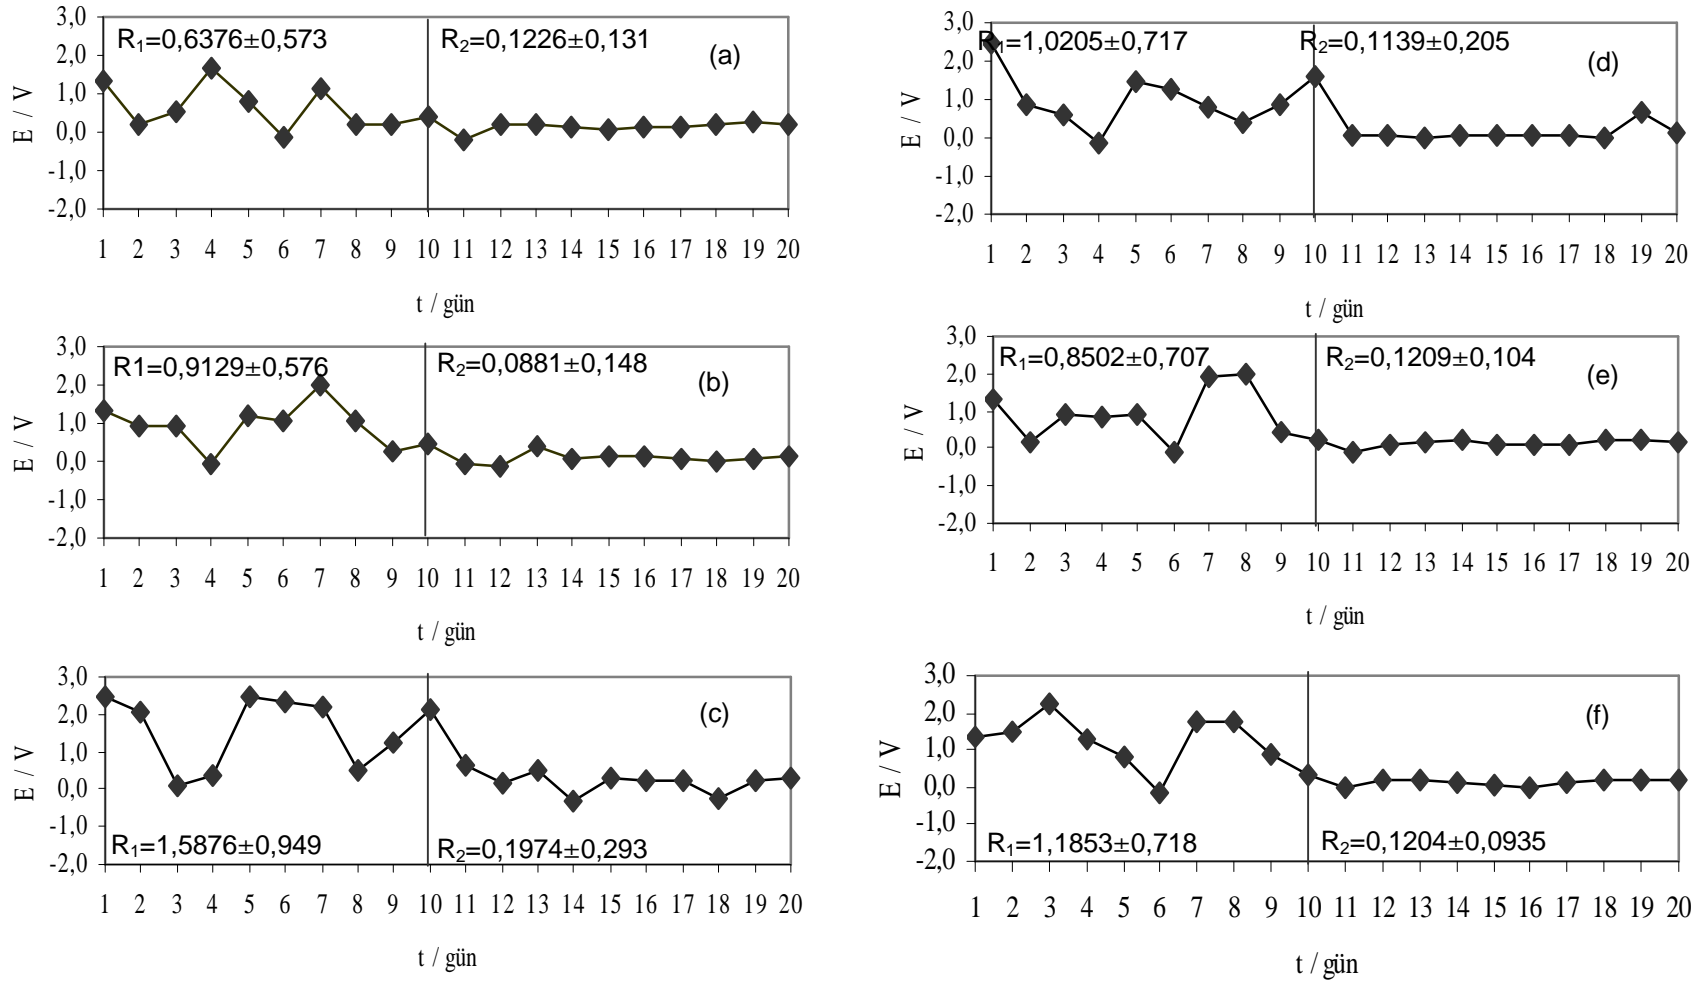 R₁=0,6376±0,573
R₂=0,1226±0,131
(a)
E / V
3,0
2,0
1,0
0,0
-1,0
-2,0
1 2 3 4 5 6 7 8 9 10 11 12 13 14 15 16 17 18 19 20
t / gün
R1=0,9129±0,576
R₂=0,0881±0,148
(b)
E / V
3,0
2,0
1,0
0,0
-1,0
-2,0
1 2 3 4 5 6 7 8 9 10 11 12 13 14 15 16 17 18 19 20
t / gün
(c)
E / V
3,0
2,0
1,0
0,0
-1,0
-2,0
R₁=1,5876±0,949
R₂=0,1974±0,293
1 2 3 4 5 6 7 8 9 10 11 12 13 14 15 16 17 18 19 20
t / gün
R₁=1,0205±0,717
R₂=0,1139±0,205
(d)
E / V
3,0
2,0
1,0
0,0
-1,0
-2,0
1 2 3 4 5 6 7 8 9 10 11 12 13 14 15 16 17 18 19 20
t / gün
R₁=0,8502±0,707
R₂=0,1209±0,104
(e)
E / V
3,0
2,0
1,0
0,0
-1,0
-2,0
1 2 3 4 5 6 7 8 9 10 11 12 13 14 15 16 17 18 19 20
t / gün
(f)
E / V
3,0
2,0
1,0
0,0
-1,0
-2,0
R₁=1,1853±0,718
R₂=0,1204±0,0935
1 2 3 4 5 6 7 8 9 10 11 12 13 14 15 16 17 18 19 20
t / gün